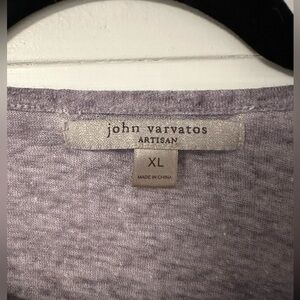 john varvatos
ARTISAN
XL
MADE IN CHINA